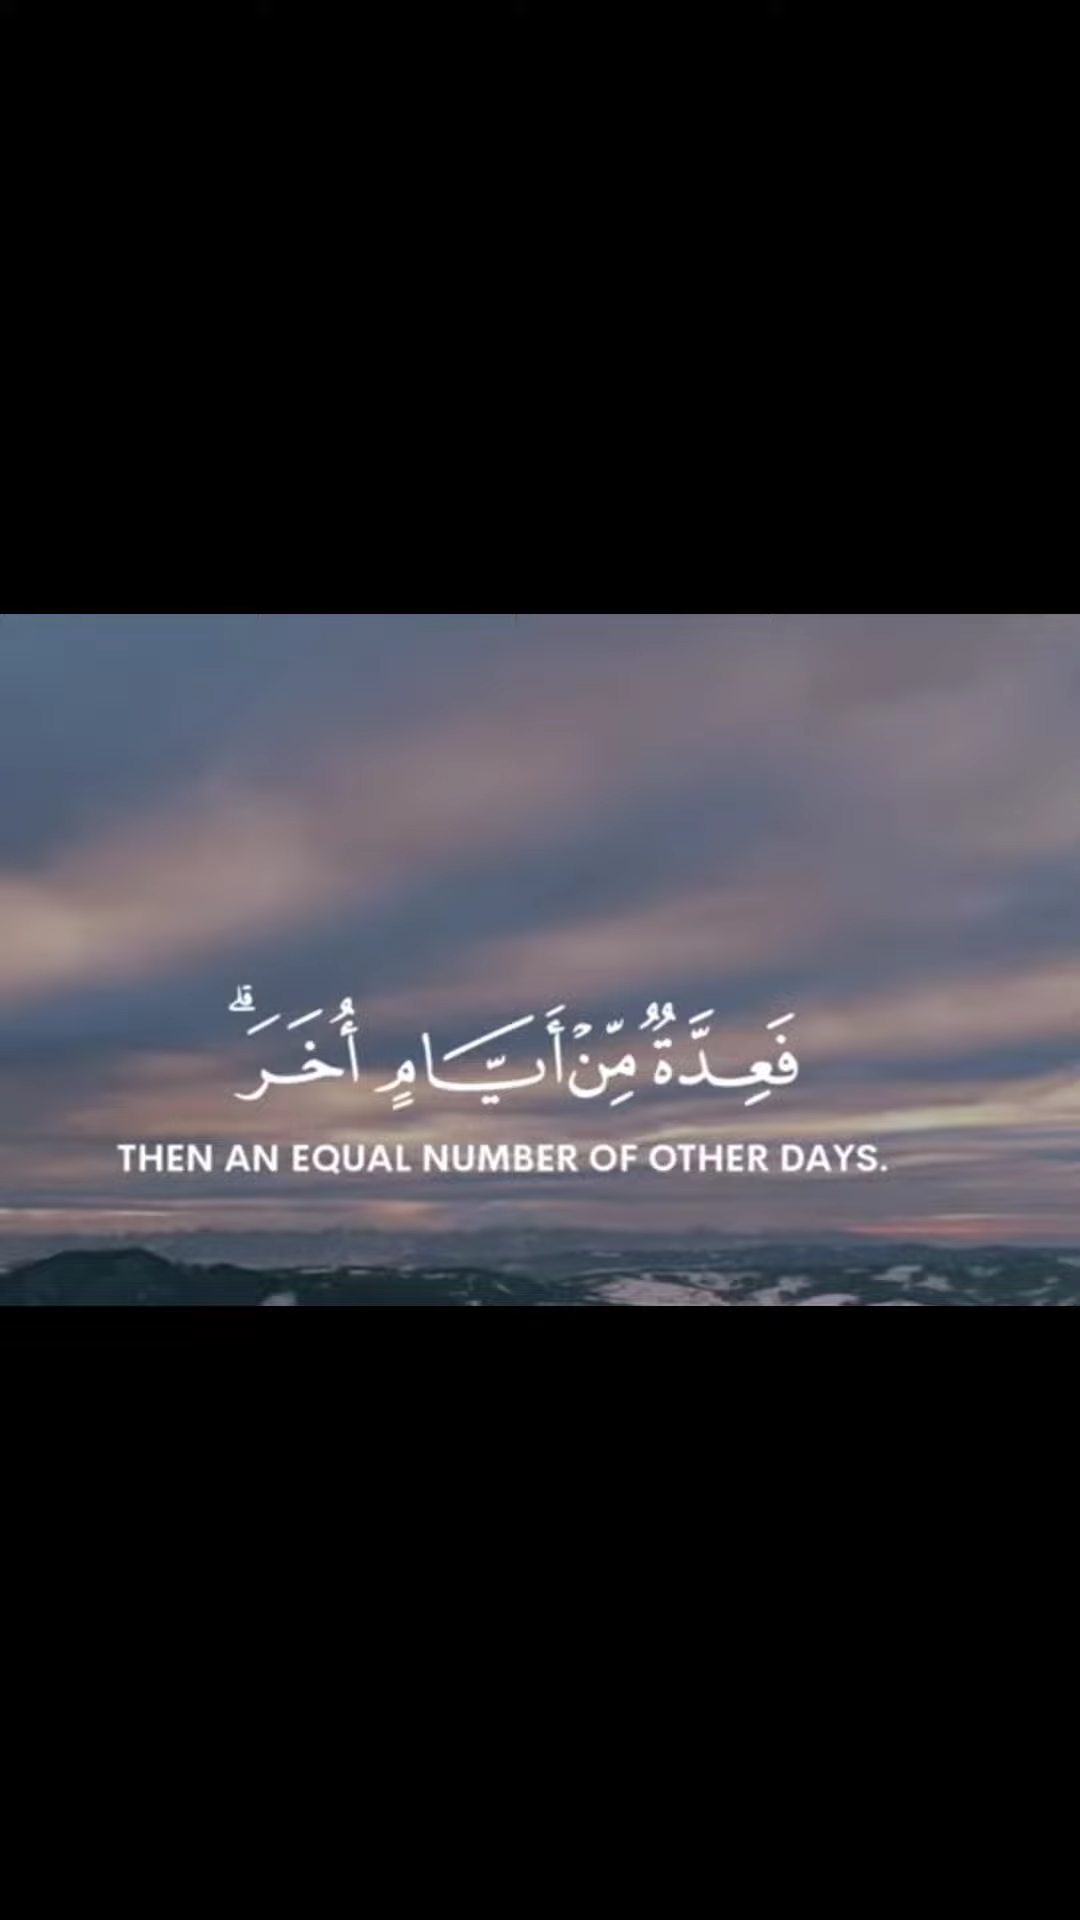 فَعِدَّةٌ مِّنْ أَيَّامٍ أُخَرَ ۗ
THEN AN EQUAL NUMBER OF OTHER DAYS.